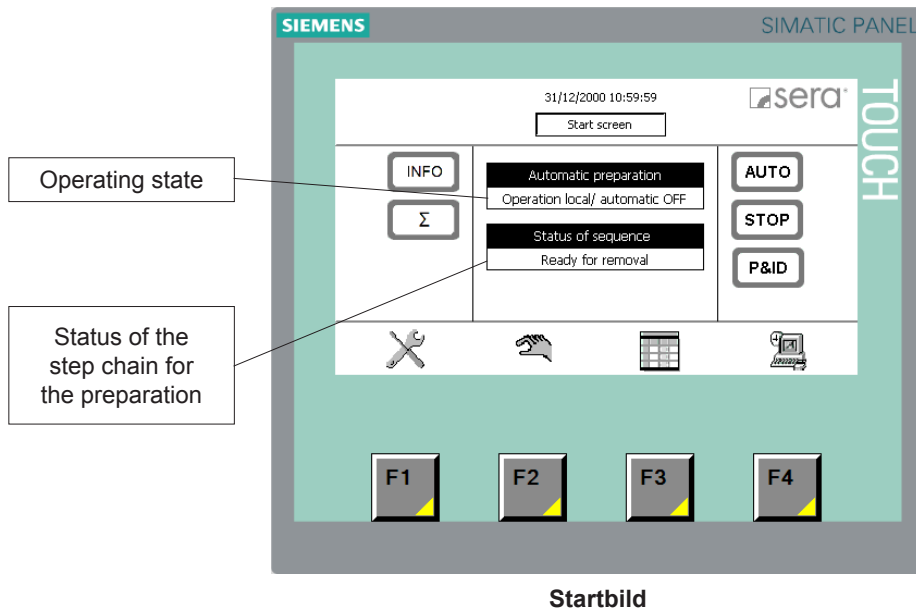 SIEMENS
SIMATIC PANEL
TOUCH
31/12/2000 10:59:59
sera
Start screen
INFO
Σ
Automatic preparation
Operation local/ automatic OFF
Status of sequence
Ready for removal
AUTO
STOP
P&ID
Operating state
Status of the
step chain for
the preparation
F1
F2
F3
F4
Startbild